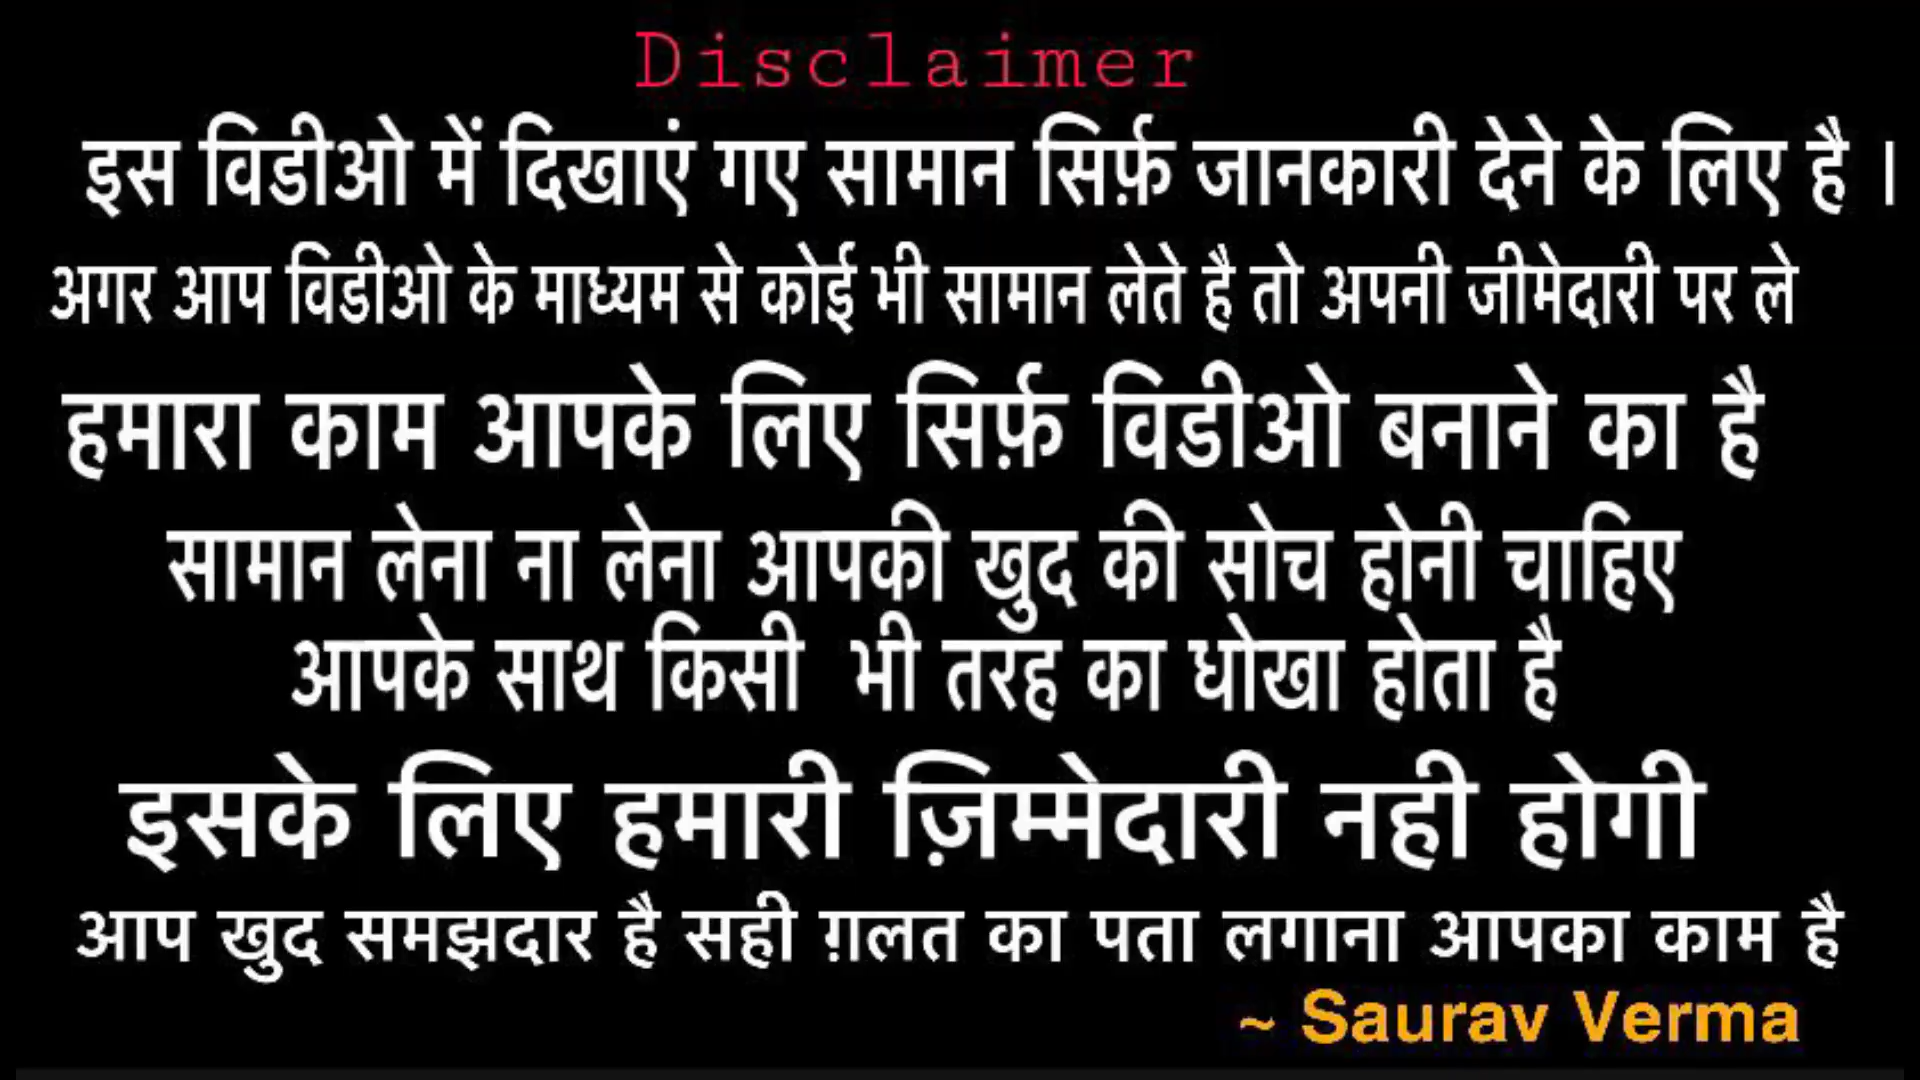 Disclaimer
इस विडीओ में दिखाएं गए सामान सिर्फ़ जानकारी देने के लिए है ।
अगर आप विडीओ के माध्यम से कोई भी सामान लेते है तो अपनी जीमेदारी पर ले
हमारा काम आपके लिए सिर्फ़ विडीओ बनाने का है
सामान लेना ना लेना आपकी खुद की सोच होनी चाहिए
आपके साथ किसी भी तरह का धोखा होता है
इसके लिए हमारी ज़िम्मेदारी नही होगी
आप खुद समझदार है सही ग़लत का पता लगाना आपका काम है
~ Saurav Verma